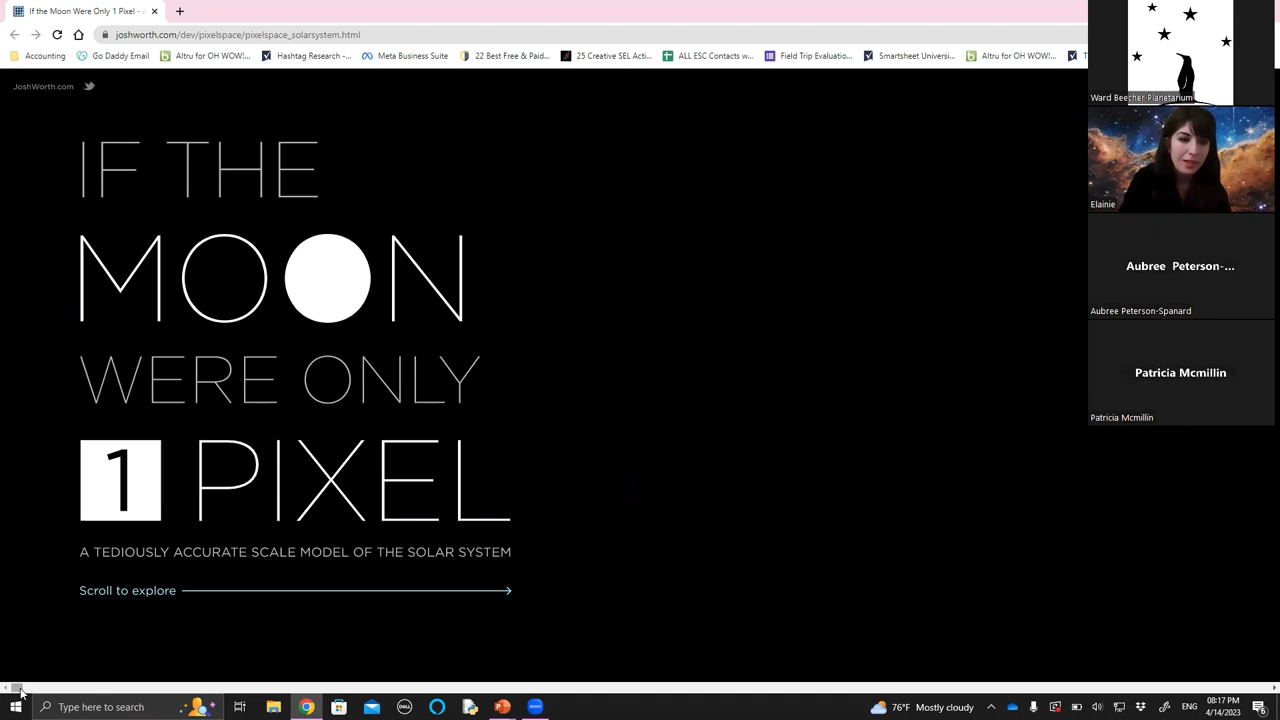 If the Moon Were Only 1 Pixel -
joshworth.com/dev/pixelspace/pixelspace_solarsystem.html
Accounting
Go Daddy Email
Altru for OH WOW!...
Hashtag Research -...
Meta Business Suite
22 Best Free & Paid...
25 Creative SEL Acti...
ALL ESC Contacts w...
Field Trip Evaluatio...
Smartsheet Universi...
Altru for OH WOW!...
JoshWorth.com
IF THE
MOON
WERE ONLY
1 PIXEL
A TEDIOUSLY ACCURATE SCALE MODEL OF THE SOLAR SYSTEM
Scroll to explore
Ward Beecher Planetarium
Elainie
Aubree Peterson-...
Aubree Peterson-Spanard
Patricia Mcmillin
Patricia Mcmillin
Type here to search
DELL
76°F Mostly cloudy
ENG
08:17 PM
4/14/2023
6